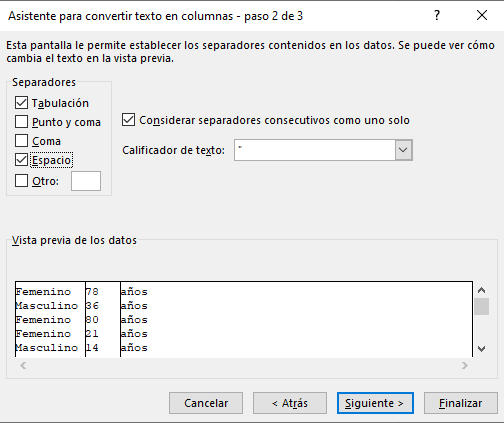 Asistente para convertir texto en columnas - paso 2 de 3
Esta pantalla le permite establecer los separadores contenidos en los datos. Se puede ver cómo
cambia el texto en la vista previa.
Separadores
Tabulación
Punto y coma
Coma
Espacio
Otro:
Considerar separadores consecutivos como uno solo
Calificador de texto: "
Vista previa de los datos
Femenino 78 años
Masculino 36 años
Femenino 80 años
Femenino 21 años
Masculino 14 años
Cancelar < Atrás Siguiente > Finalizar